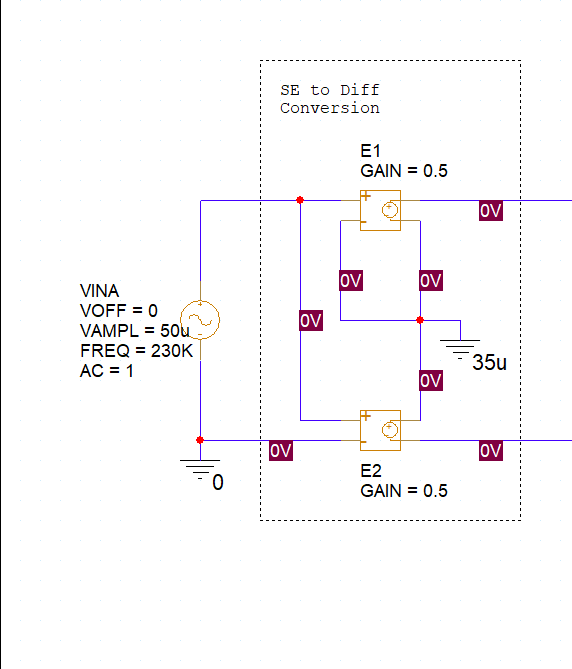 SE to Diff
Conversion
E1
GAIN = 0.5
+
-
+
0V
0V
0V
VINA
VOFF = 0
VAMPL = 50u
FREQ = 230K
AC = 1
+
-
0V
35u
0V
+
-
+
0V
0V
E2
GAIN = 0.5
0